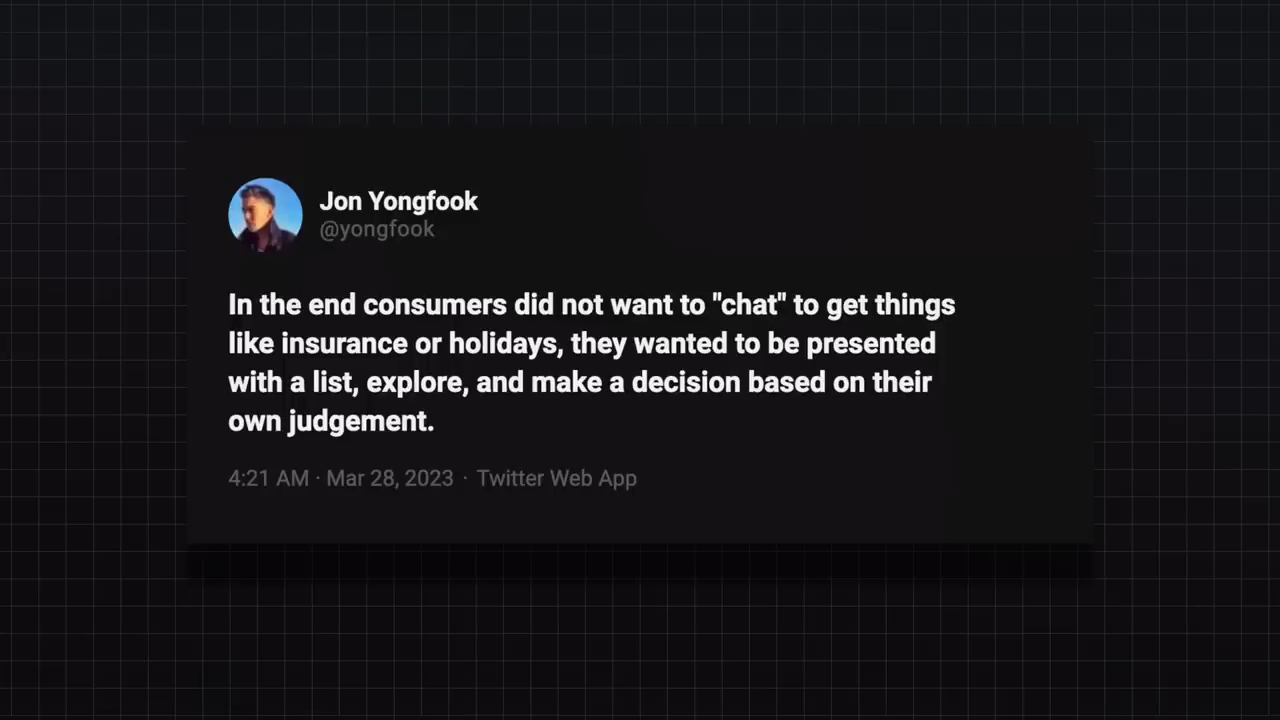 Jon Yongfook
@yongfook
In the end consumers did not want to "chat" to get things
like insurance or holidays, they wanted to be presented
with a list, explore, and make a decision based on their
own judgement.
4:21 AM · Mar 28, 2023 · Twitter Web App